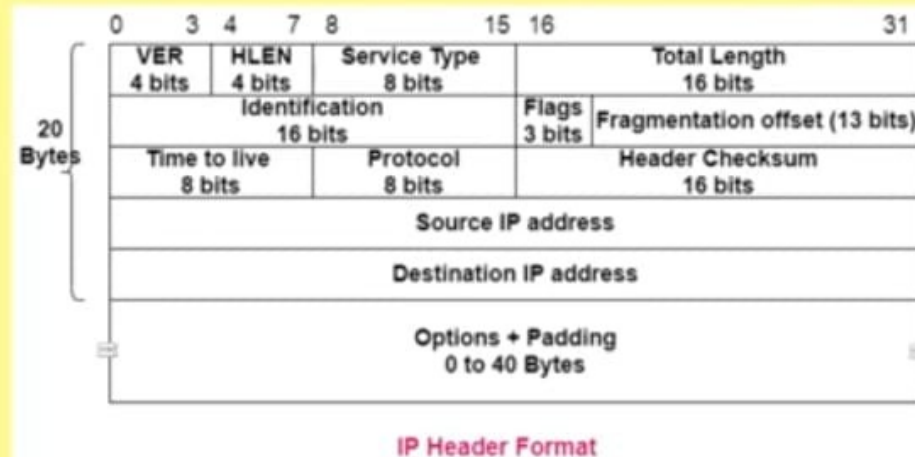 0 3 4 7 8 15 16 31
VER HLEN Service Type Total Length
4 bits 4 bits 8 bits 16 bits
Identification Flags Fragmentation offset (13 bits)
16 bits 3 bits
20
Bytes
Time to live Protocol Header Checksum
8 bits 8 bits 16 bits
Source IP address
Destination IP address
Options + Padding
0 to 40 Bytes
IP Header Format